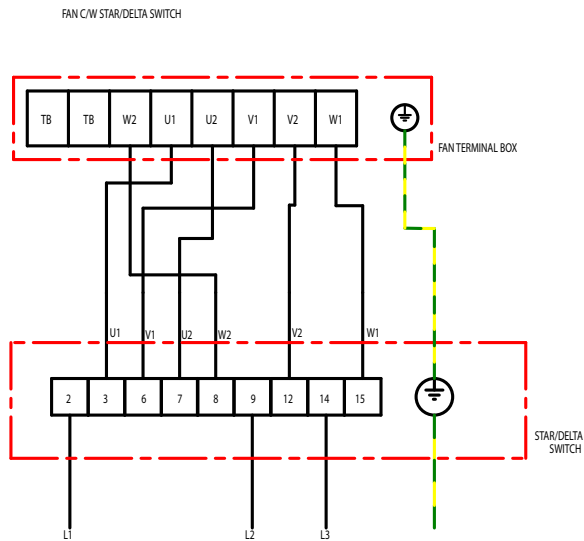 FAN C/W STAR/DELTA SWITCH
TB TB W2 U1 U2 V1 V2 W1
FAN TERMINAL BOX
U1 V1 U2 W2 V2 W1
2 3 6 7 8 9 12 14 15
STAR/DELTA
SWITCH
L1 L2 L3